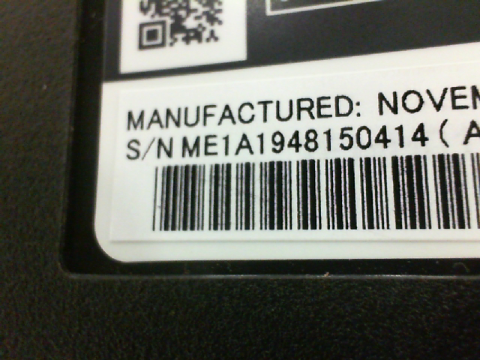 MANUFACTURED: NOVEM
S/N ME1A1948150414 ( A